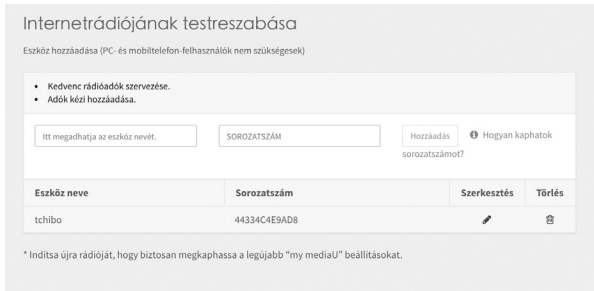 Internetrádiójának testreszabása
Eszköz hozzáadása (PC- és mobiltelefon-felhasználók nem szükségesek)
• Kedvenc rádióadók szervezése.
• Adók kézi hozzáadása.
Itt megadhatja az eszköz nevét. SOROZATSZÁM Hozzáadás Hogyan kaphatok
sorozatszámot?
Eszköz neve Sorozatszám Szerkesztés Törlés
tchibo 44334C4E9AD8
* Indítsa újra rádióját, hogy biztosan megkaphassa a legújabb "my mediaU" beállításokat.